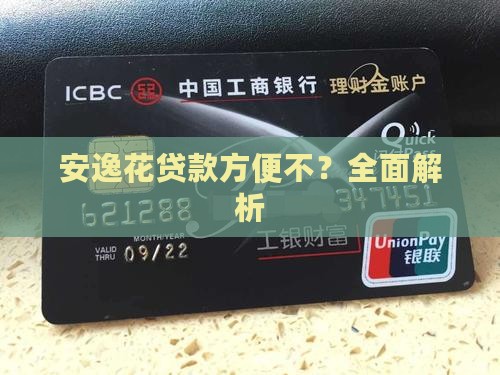 ICBC 中国工商银行 理财金账户
Quick
安逸花贷款方便不？全面解
析
621288
347451
MONTH/YEAR
VALID THRU 09/22
工银财富
UnionPay
银联